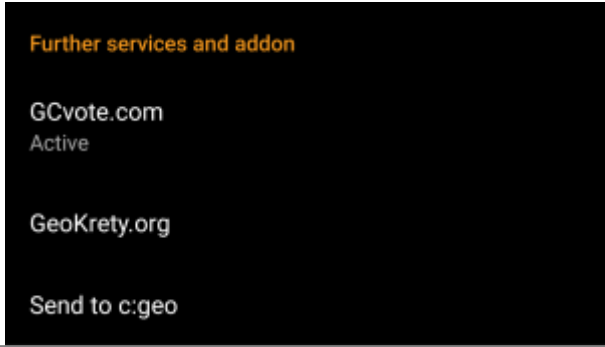 Further services and addon
GCvote.com
Active
GeoKrety.org
Send to c:geo